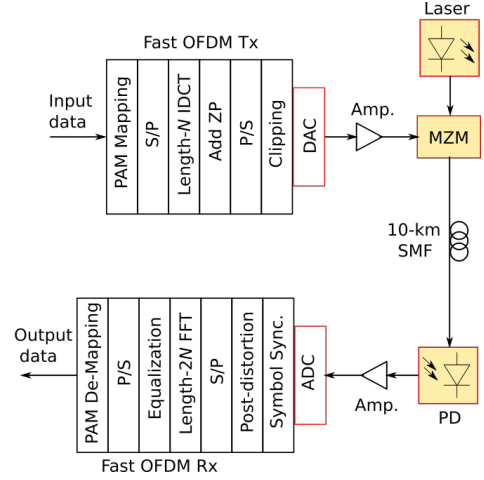 Laser
Fast OFDM Tx
Input
data
PAM Mapping
S/P
Length-N IDCT
Add ZP
P/S
Clipping
DAC
Amp.
MZM
10-km
SMF
Output
data
PAM De-Mapping
P/S
Equalization
Length-2N FFT
S/P
Post-distortion
Symbol Sync.
ADC
Amp.
PD
Fast OFDM Rx